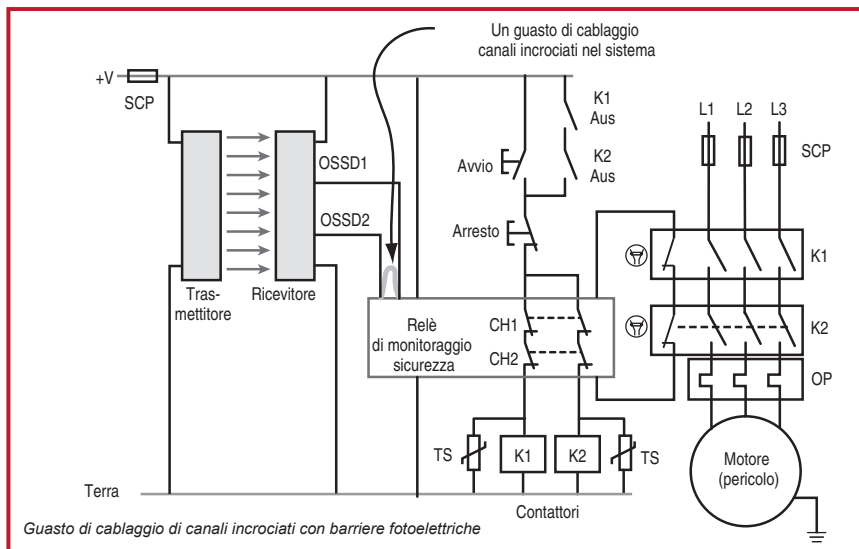 Un guasto di cablaggio
canali incrociati nel sistema
+V
SCP
K1
Aus
L1 L2 L3
SCP
OSSD1
Avvio
K2
Aus
OSSD2
Arresto
K1
Tras-
mettitore
Ricevitore
Relè
di monitoraggio
sicurezza
CH1
CH2
K2
OP
TS
K1
K2
TS
Motore
(pericolo)
Terra
Contattori
Guasto di cablaggio di canali incrociati con barriere fotoelettriche